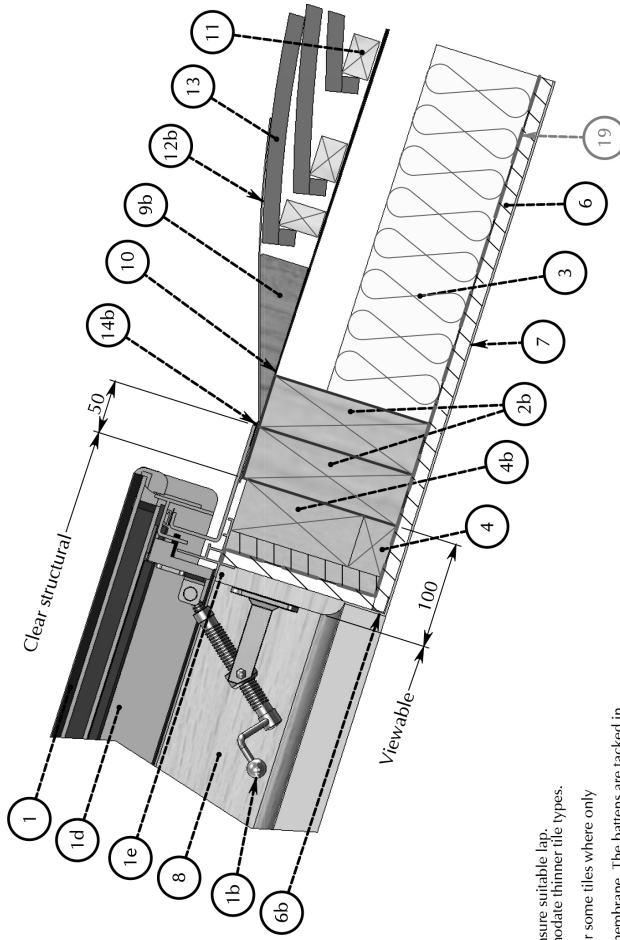 11
13
12b
9b
10
14b
50
Clear structural
19
6
3
7
2b
4b
4
100
Viewable
1
1d
1e
8
1b
6b
nsure suitable lap.
nodate thinner tile types.
r some tiles where only
nembrane. The battens are tacked in